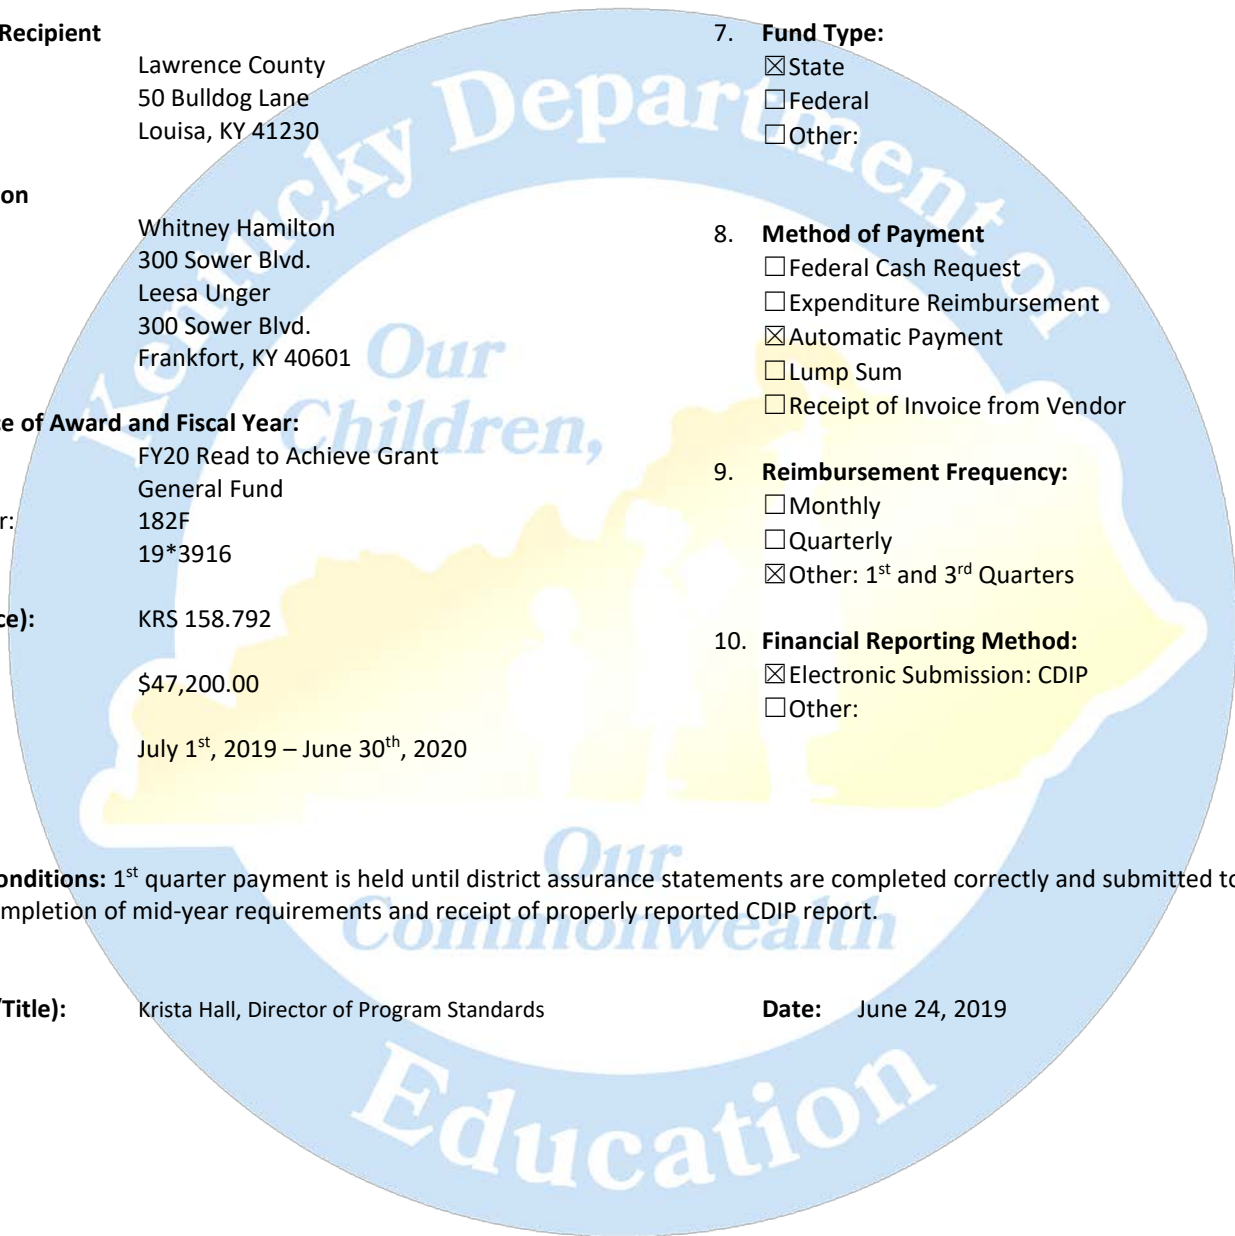 Recipient
Lawrence County
50 Bulldog Lane
Louisa, KY 41230
on
Whitney Hamilton
300 Sower Blvd.
Leesa Unger
300 Sower Blvd.
Frankfort, KY 40601
e of Award and Fiscal Year:
FY20 Read to Achieve Grant
General Fund
r: 182F
19*3916
ce): KRS 158.792
$47,200.00
July 1st, 2019 – June 30th, 2020
7. Fund Type:
☒State
☐Federal
☐Other:
8. Method of Payment
☐Federal Cash Request
☐Expenditure Reimbursement
☒Automatic Payment
☐Lump Sum
☐Receipt of Invoice from Vendor
9. Reimbursement Frequency:
☐Monthly
☐Quarterly
☒Other: 1st and 3rd Quarters
10. Financial Reporting Method:
☒Electronic Submission: CDIP
☐Other:
onditions: 1st quarter payment is held until district assurance statements are completed correctly and submitted to
mpletion of mid-year requirements and receipt of properly reported CDIP report.
/Title): Krista Hall, Director of Program Standards Date: June 24, 2019
Kentucky Department of
Education
Our
Children,
Our
Commonwealth